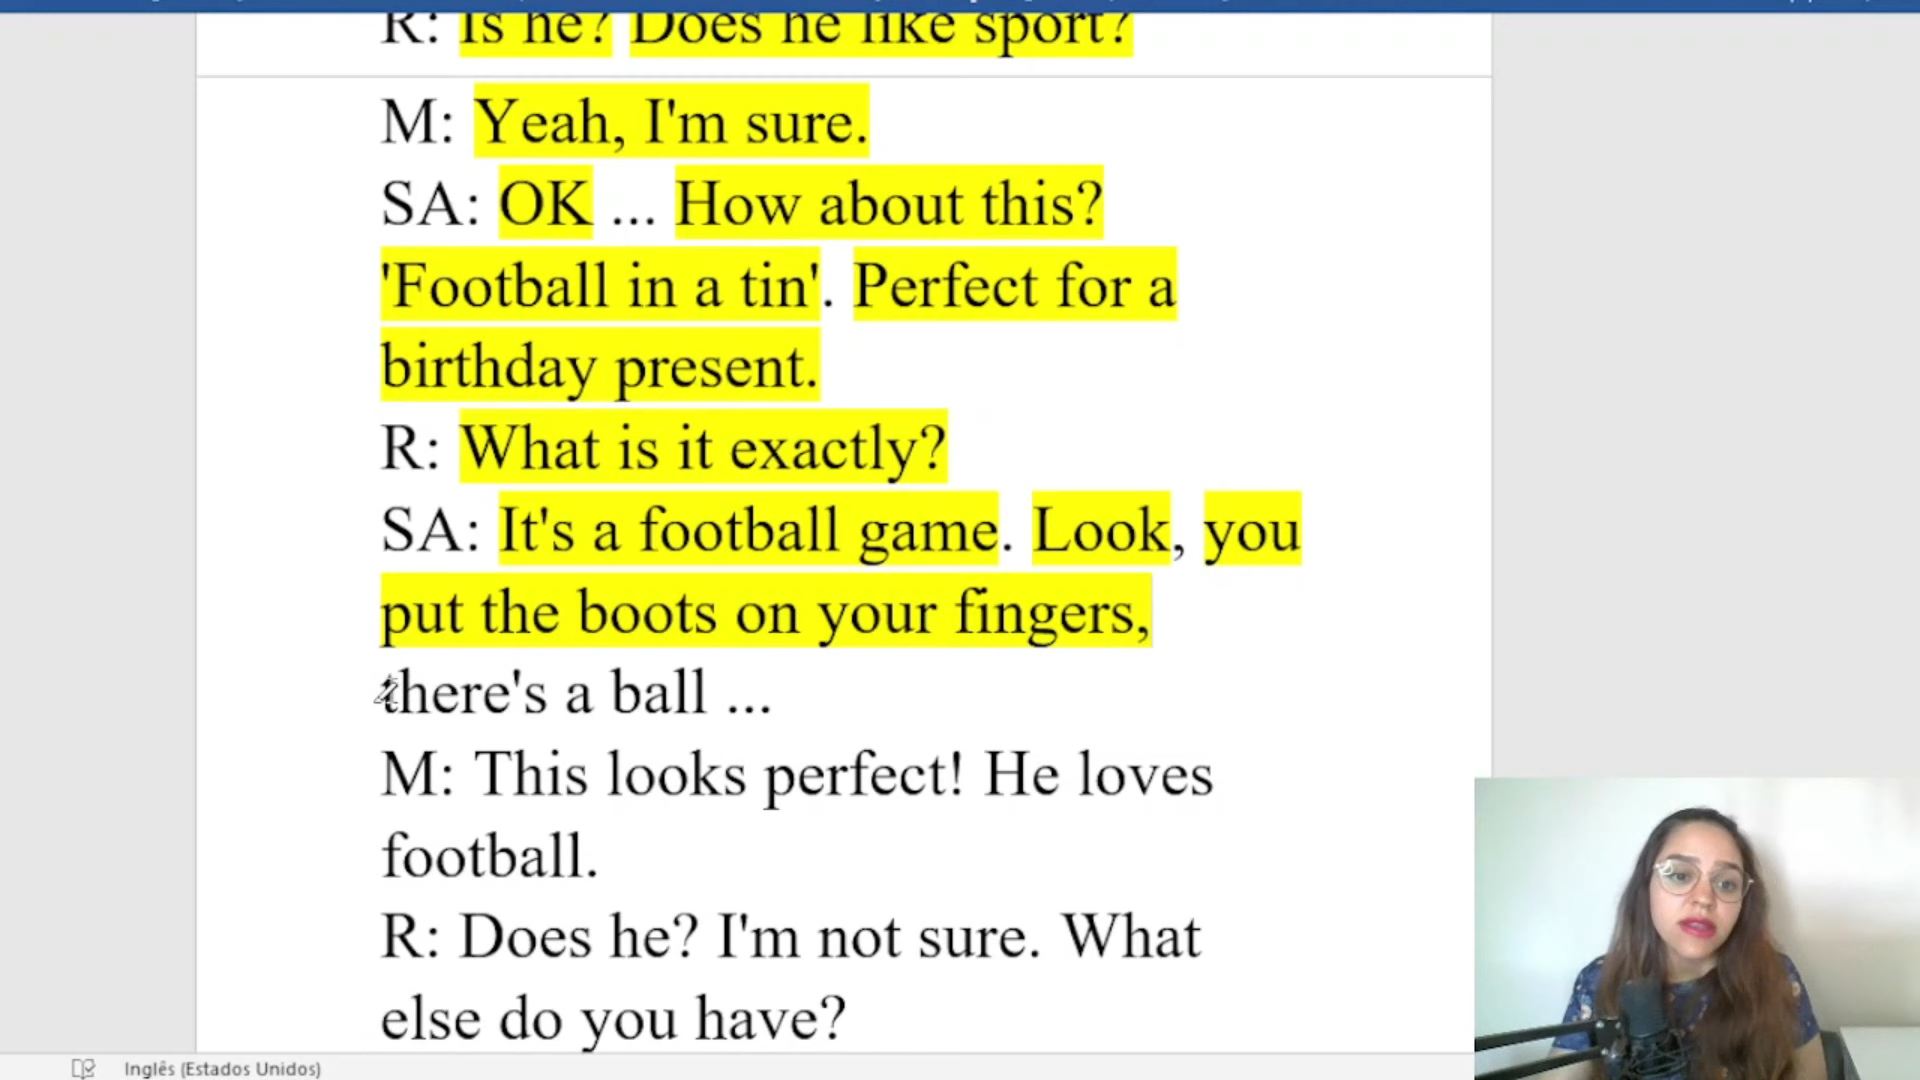 R: Is he? Does he like sport?
M: Yeah, I'm sure.
SA: OK ... How about this?
'Football in a tin'. Perfect for a
birthday present.
R: What is it exactly?
SA: It's a football game. Look, you
put the boots on your fingers,
there's a ball ...
M: This looks perfect! He loves
football.
R: Does he? I'm not sure. What
else do you have?
Inglês (Estados Unidos)